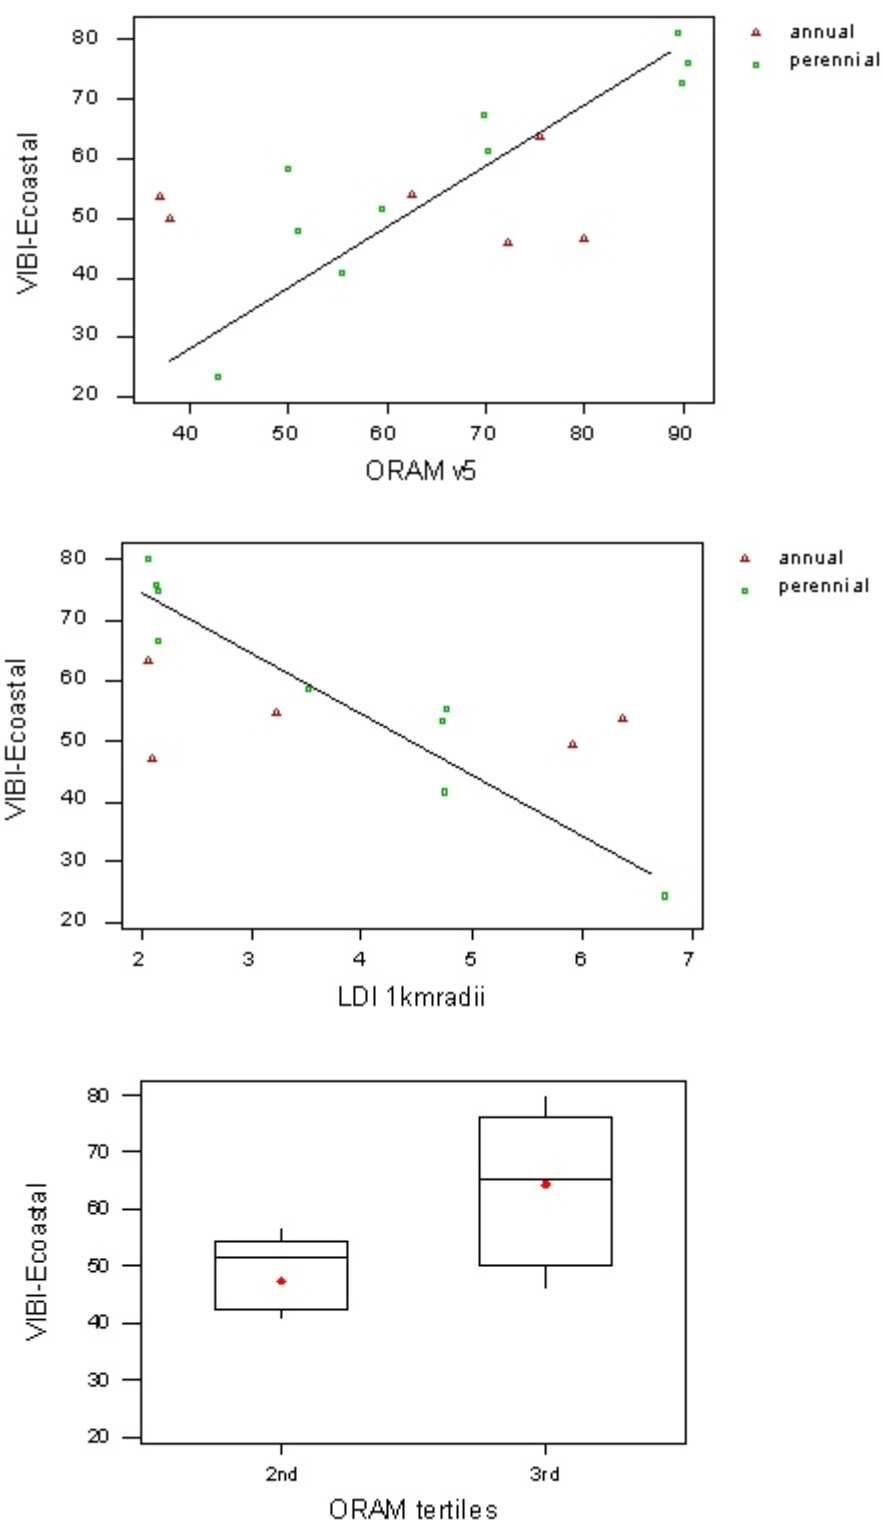 annual
perennial
80
70
60
50
40
30
20
VIBI-Ecoastal
40 50 60 70 80 90
ORAM v5
annual
perennial
80
70
60
50
40
30
20
VIBI-Ecoastal
2 3 4 5 6 7
LDI 1kmradii
80
70
60
50
40
30
20
VIBI-Ecoastal
2nd 3rd
ORAM tertiles